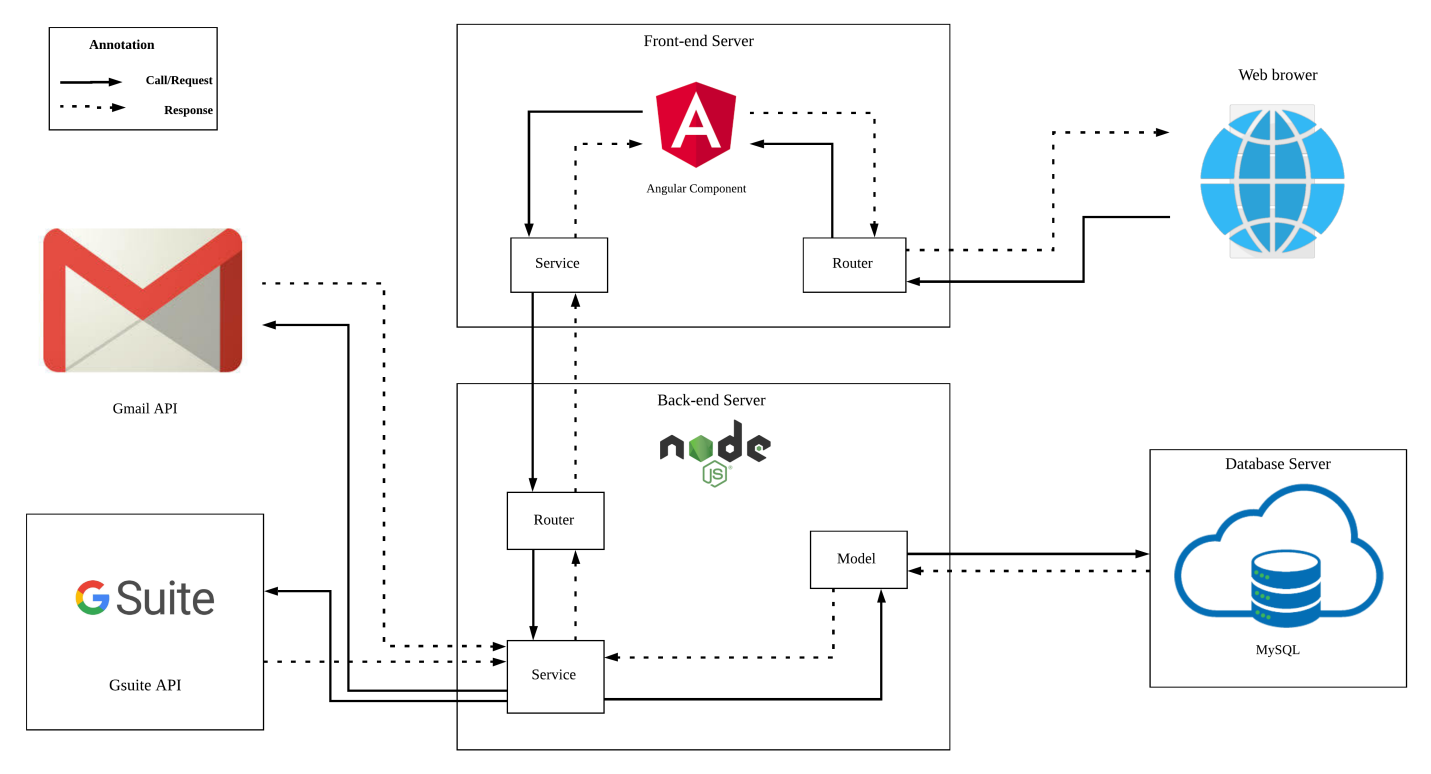 Annotation
Call/Request
Response
Front-end Server
Angular Component
Service
Router
Web brower
Gmail API
Back-end Server
node
JS
Router
Model
Service
Database Server
MySQL
G Suite
Gsuite API